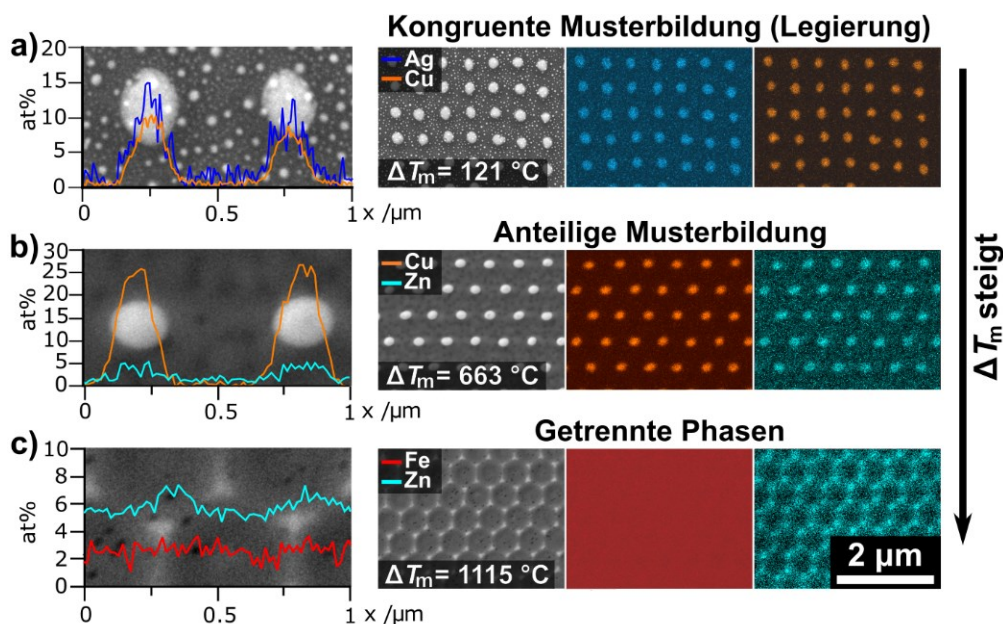 Kongruente Musterbildung (Legierung)
a)
20
15
10
5
0
at%
Ag
Cu
0
0.5
1 x /µm
ΔTm = 121 °C
Anteilige Musterbildung
b)
30
25
20
15
10
5
0
at%
Cu
Zn
0
0.5
1 x /µm
ΔTm = 663 °C
ΔTm steigt
Getrennte Phasen
c)
10
8
6
4
2
0
at%
Fe
Zn
0
0.5
1 x /µm
ΔTm = 1115 °C
2 µm